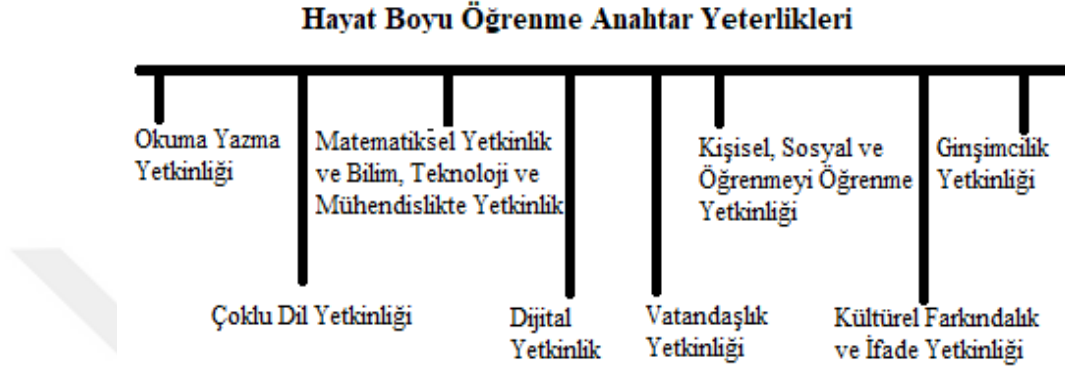 Hayat Boyu Öğrenme Anahtar Yeterlikleri
Okuma Yazma
Yetkinliği
Matematiksel Yetkinlik
ve Bilim, Teknoloji ve
Mühendislikte Yetkinlik
Kişisel, Sosyal ve
Öğrenmeyi Öğrenme
Yetkinliği
Girişimcilik
Yetkinliği
Çoklu Dil Yetkinliği
Dijital
Yetkinlik
Vatandaşlık
Yetkinliği
Kültürel Farkındalık
ve İfade Yetkinliği